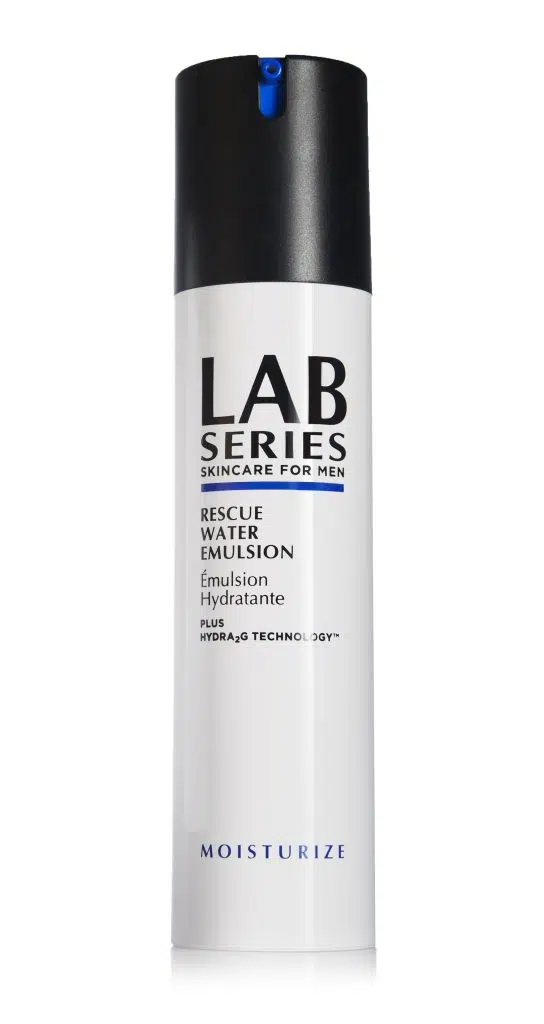 LAB
SERIES
SKINCARE FOR MEN
RESCUE
WATER
EMULSION
Émulsion
Hydratante
PLUS
HYDRA₂G TECHNOLOGY™
MOISTURIZE